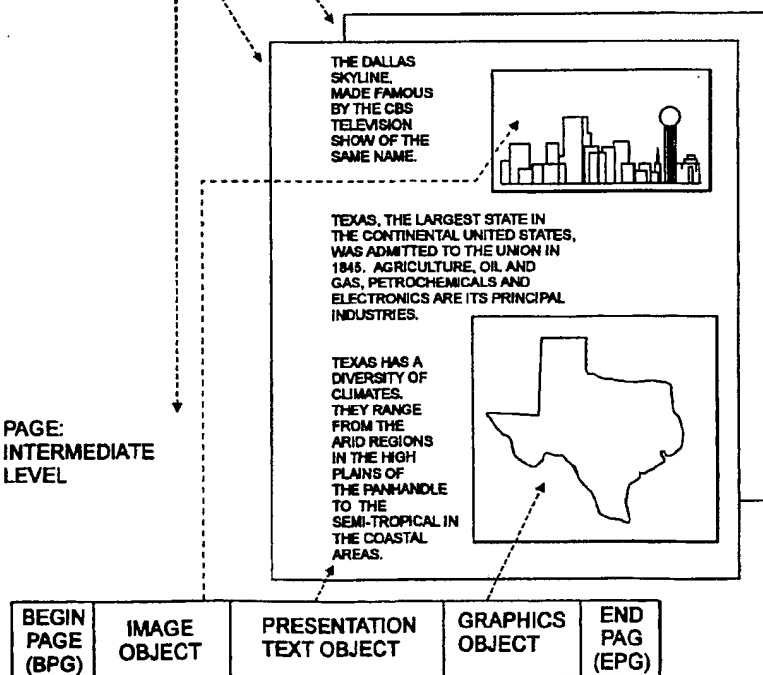 THE DALLAS
SKYLINE,
MADE FAMOUS
BY THE CBS
TELEVISION
SHOW OF THE
SAME NAME.
TEXAS, THE LARGEST STATE IN
THE CONTINENTAL UNITED STATES,
WAS ADMITTED TO THE UNION IN
1845. AGRICULTURE, OIL AND
GAS, PETROCHEMICALS AND
ELECTRONICS ARE ITS PRINCIPAL
INDUSTRIES.
TEXAS HAS A
DIVERSITY OF
CLIMATES.
THEY RANGE
FROM THE
ARID REGIONS
IN THE HIGH
PLAINS OF
THE PANHANDLE
TO THE
SEMI-TROPICAL IN
THE COASTAL
AREAS.
PAGE:
INTERMEDIATE
LEVEL
BEGIN
PAGE
(BPG)
IMAGE
OBJECT
PRESENTATION
TEXT OBJECT
GRAPHICS
OBJECT
END
PAG
(EPG)